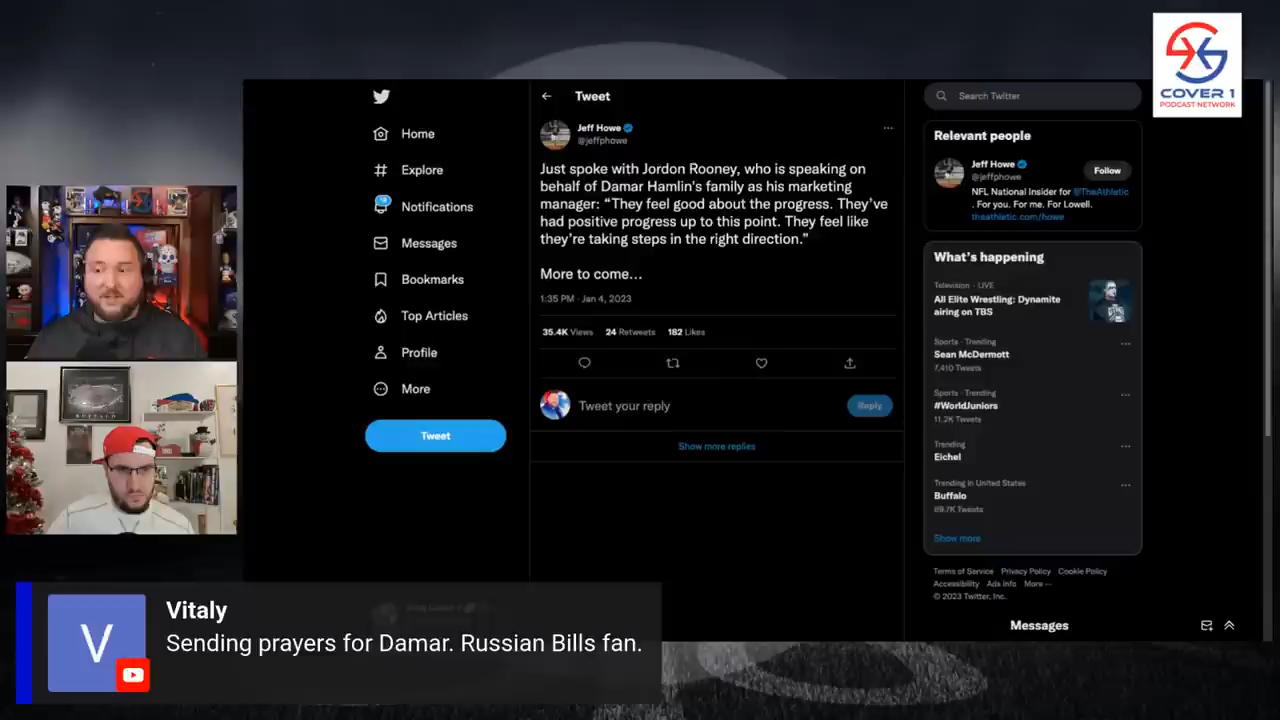 COVER 1
PODCAST NETWORK
Home
Explore
Notifications
Messages
Bookmarks
Top Articles
Profile
More
Tweet
Tweet
Jeff Howe
@jeffphowe
Just spoke with Jordon Rooney, who is speaking on
behalf of Damar Hamlin's family as his marketing
manager: “They feel good about the progress. They've
had positive progress up to this point. They feel like
they're taking steps in the right direction.”
More to come…
1:35 PM · Jan 4, 2023
35.4K Views 24 Retweets 182 Likes
Tweet your reply
Reply
Show more replies
Search Twitter
Relevant people
Jeff Howe
@jeffphowe
Follow
NFL National Insider for @TheAthletic
. For you. For me. For Lowell.
theathletic.com/howe
What's happening
Television · LIVE
All Elite Wrestling: Dynamite
airing on TBS
Sports · Trending
Sean McDermott
7,410 Tweets
Sports · Trending
#WorldJuniors
11.2K Tweets
Trending
Eichel
Trending in United States
Buffalo
89.7K Tweets
Show more
Terms of Service Privacy Policy Cookie Policy
Accessibility Ads info More ···
© 2023 Twitter, Inc.
Messages
BUFFALO
V
Vitaly
Sending prayers for Damar. Russian Bills fan.